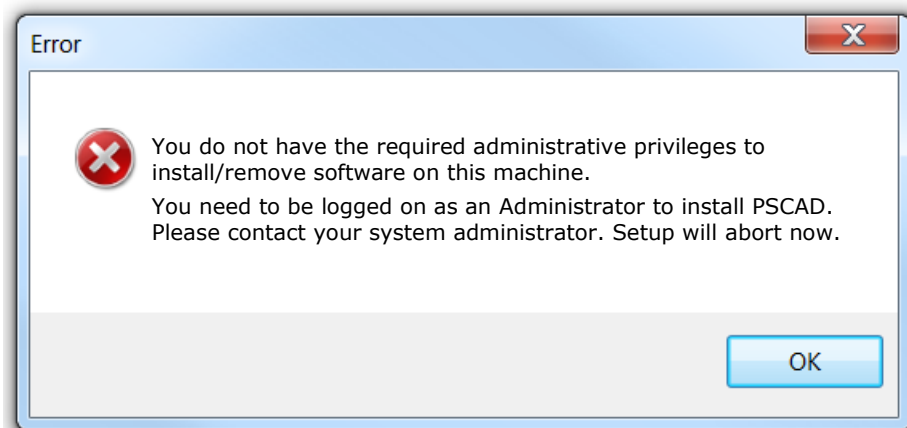 Error
You do not have the required administrative privileges to
install/remove software on this machine.
You need to be logged on as an Administrator to install PSCAD.
Please contact your system administrator. Setup will abort now.
OK